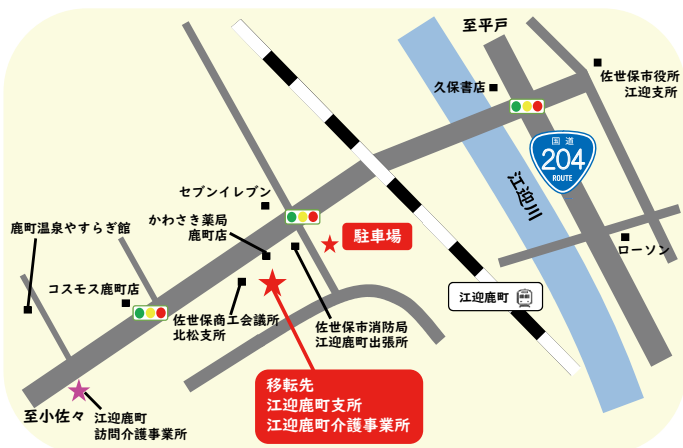 至平戸
佐世保市役所
江迎支所
久保書店
国道
204
ROUTE
江迎川
セブンイレブン
かわさき薬局
鹿町店
駐車場
鹿町温泉やすらぎ館
ローソン
コスモス鹿町店
江迎鹿町
佐世保商工会議所
北松支所
佐世保市消防局
江迎鹿町出張所
移転先
江迎鹿町支所
江迎鹿町介護事業所
至小佐々
江迎鹿町
訪問介護事業所